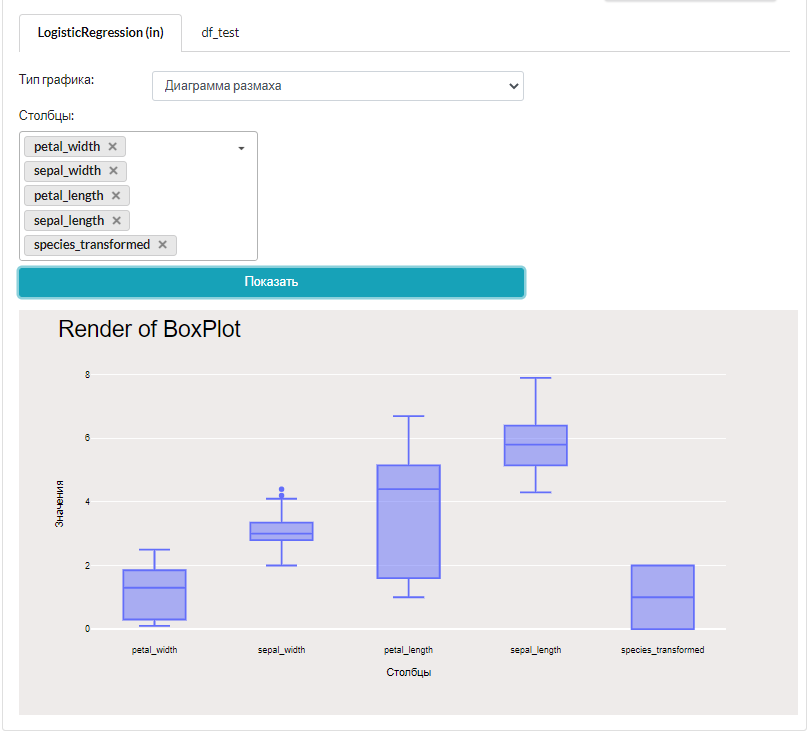 LogisticRegression (in) df_test
Тип графика: Диаграмма размаха
Столбцы:
petal_width ×
sepal_width ×
petal_length ×
sepal_length ×
species_transformed ×
Показать
Render of BoxPlot
8
6
4
2
0
Значения
petal_width sepal_width petal_length sepal_length species_transformed
Столбцы